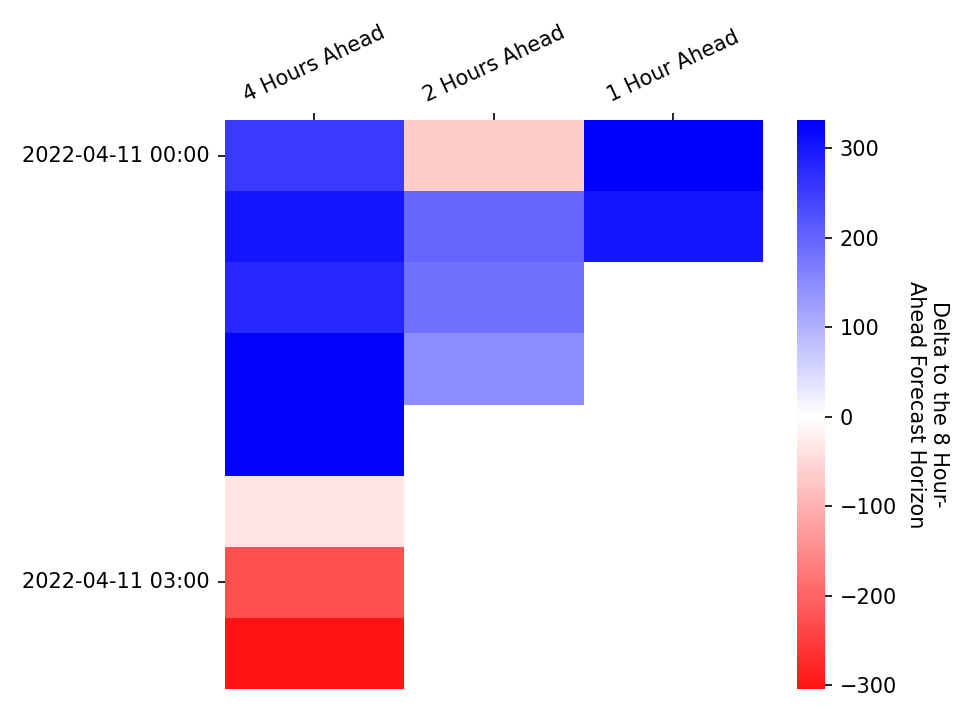 4 Hours Ahead
2 Hours Ahead
1 Hour Ahead
2022-04-11 00:00
2022-04-11 03:00
300
200
100
0
−100
−200
−300
Delta to the 8 Hour-
Ahead Forecast Horizon